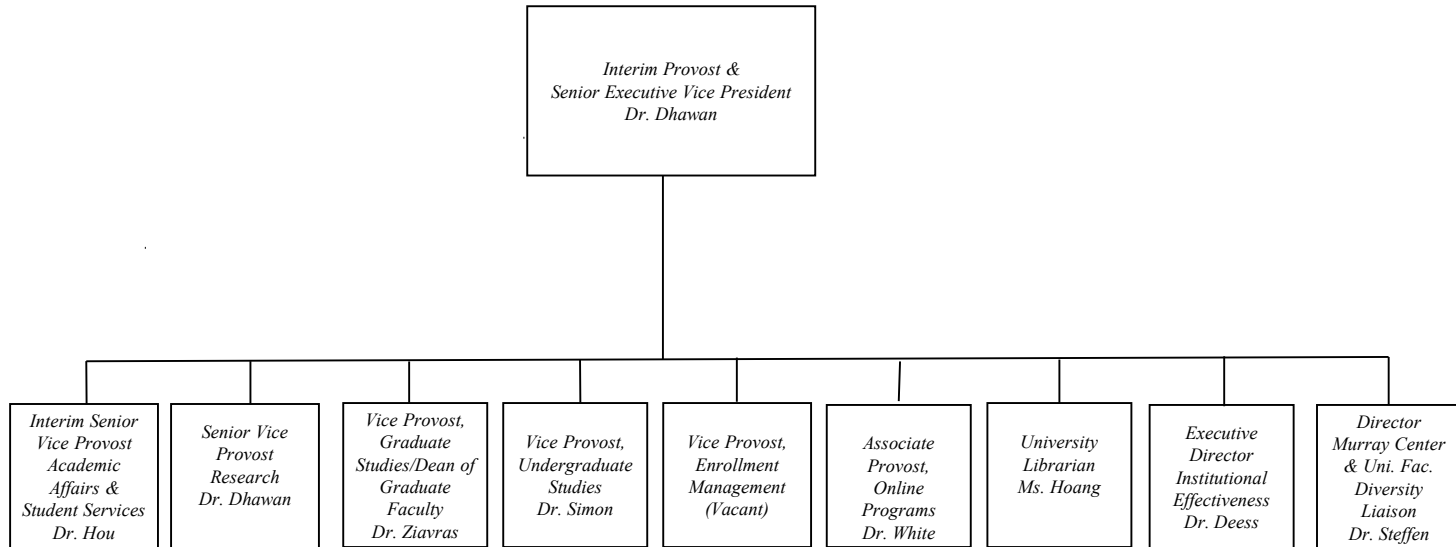 Interim Provost &
Senior Executive Vice President
Dr. Dhawan
Interim Senior
Vice Provost
Academic
Affairs &
Student Services
Dr. Hou
Senior Vice
Provost
Research
Dr. Dhawan
Vice Provost,
Graduate
Studies/Dean of
Graduate
Faculty
Dr. Ziavras
Vice Provost,
Undergraduate
Studies
Dr. Simon
Vice Provost,
Enrollment
Management
(Vacant)
Associate
Provost,
Online
Programs
Dr. White
University
Librarian
Ms. Hoang
Executive
Director
Institutional
Effectiveness
Dr. Deess
Director
Murray Center
& Uni. Fac.
Diversity
Liaison
Dr. Steffen